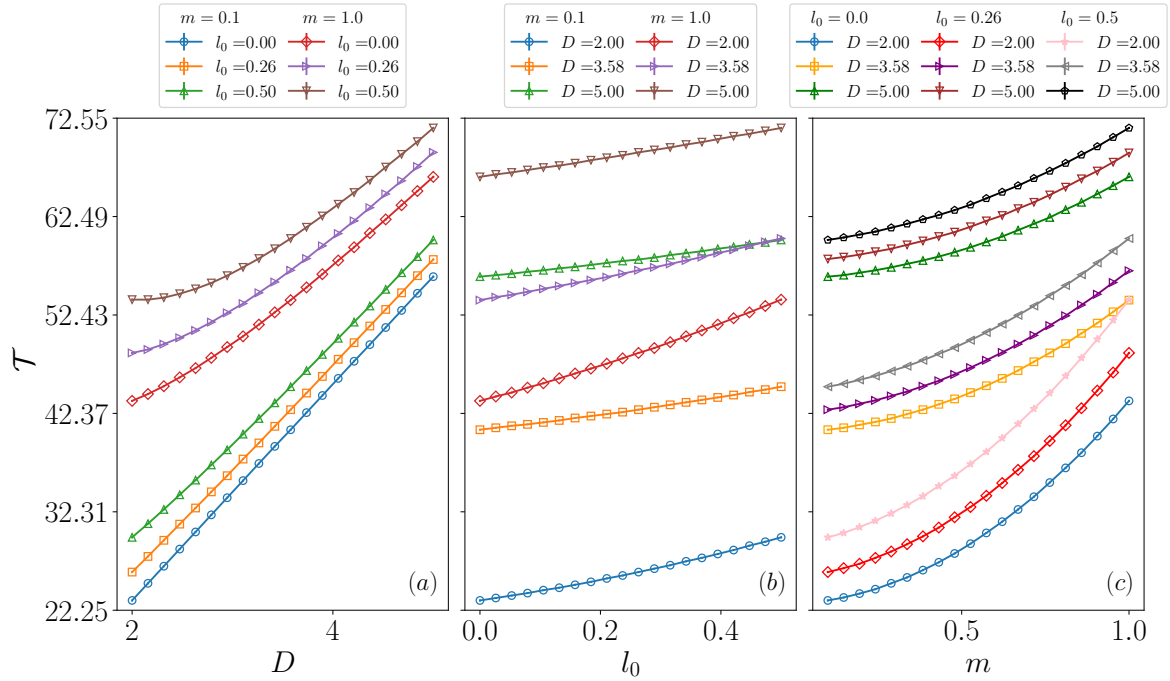 m = 0.1 m = 1.0
l₀ =0.00 l₀ =0.00
l₀ =0.26 l₀ =0.26
l₀ =0.50 l₀ =0.50
m = 0.1 m = 1.0
D =2.00 D =2.00
D =3.58 D =3.58
D =5.00 D =5.00
l₀ = 0.0 l₀ = 0.26 l₀ = 0.5
D =2.00 D =2.00 D =2.00
D =3.58 D =3.58 D =3.58
D =5.00 D =5.00 D =5.00
72.55
62.49
52.43
42.37
32.31
22.25
𝒯
(a)
(b)
(c)
2 4
0.0 0.2 0.4
0.5 1.0
D
l₀
m